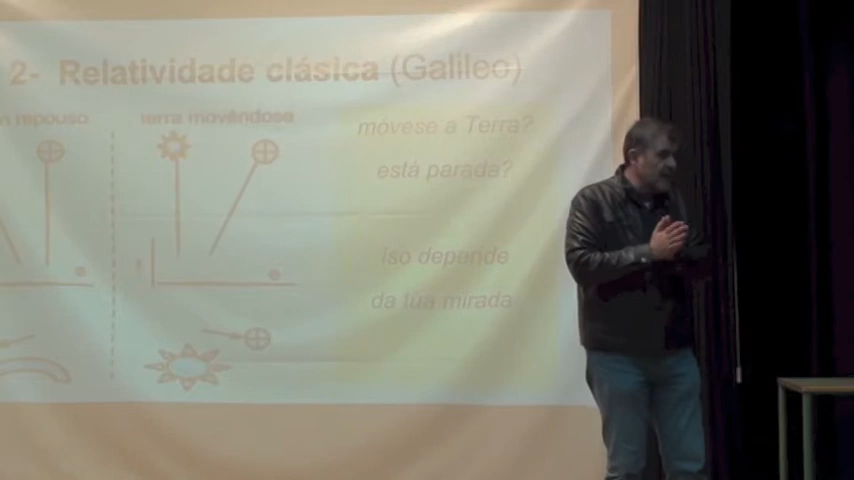 2- Relatividade clásica (Galileo)
n repouso
terra movéndose
móvese a Terra?
está parada?
iso depende
da túa mirada